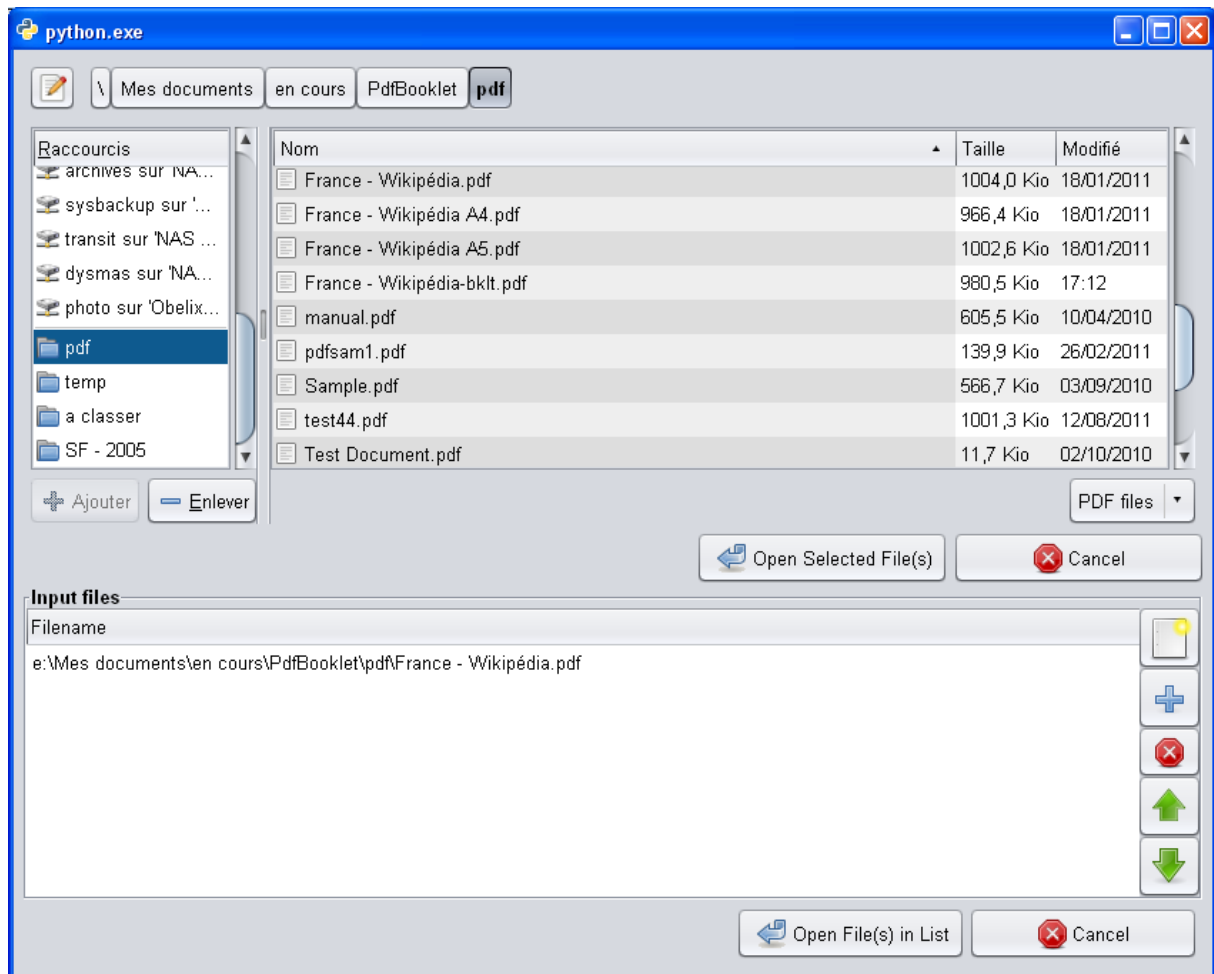 python.exe
\ Mes documents en cours PdfBooklet pdf
Raccourcis
archives sur 'NA...
sysbackup sur '...
transit sur 'NAS ...
dysmas sur 'NA...
photo sur 'Obelix...
pdf
temp
a classer
SF - 2005
Ajouter Enlever
Nom Taille Modifié
France - Wikipédia.pdf 1004,0 Kio 18/01/2011
France - Wikipédia A4.pdf 966,4 Kio 18/01/2011
France - Wikipédia A5.pdf 1002,6 Kio 18/01/2011
France - Wikipédia-bklt.pdf 980,5 Kio 17:12
manual.pdf 605,5 Kio 10/04/2010
pdfsam1.pdf 139,9 Kio 26/02/2011
Sample.pdf 566,7 Kio 03/09/2010
test44.pdf 1001,3 Kio 12/08/2011
Test Document.pdf 11,7 Kio 02/10/2010
PDF files
Open Selected File(s) Cancel
Input files
Filename
e:\Mes documents\en cours\PdfBooklet\pdf\France - Wikipédia.pdf
Open File(s) in List Cancel